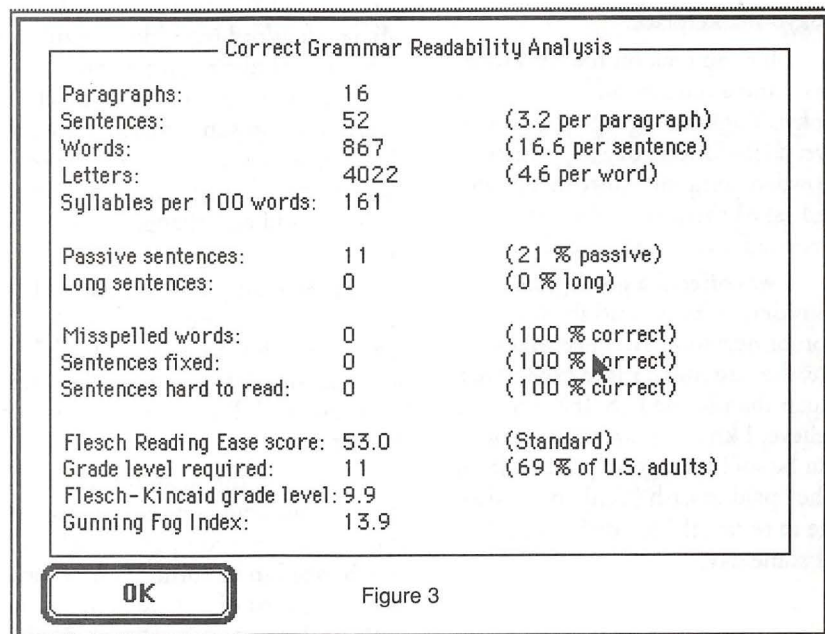 Correct Grammar Readability Analysis
Paragraphs: 16
Sentences: 52 (3.2 per paragraph)
Words: 867 (16.6 per sentence)
Letters: 4022 (4.6 per word)
Syllables per 100 words: 161
Passive sentences: 11 (21 % passive)
Long sentences: 0 (0 % long)
Misspelled words: 0 (100 % correct)
Sentences fixed: 0 (100 % correct)
Sentences hard to read: 0 (100 % correct)
Flesch Reading Ease score: 53.0 (Standard)
Grade level required: 11 (69 % of U.S. adults)
Flesch-Kincaid grade level: 9.9
Gunning Fog Index: 13.9
OK Figure 3